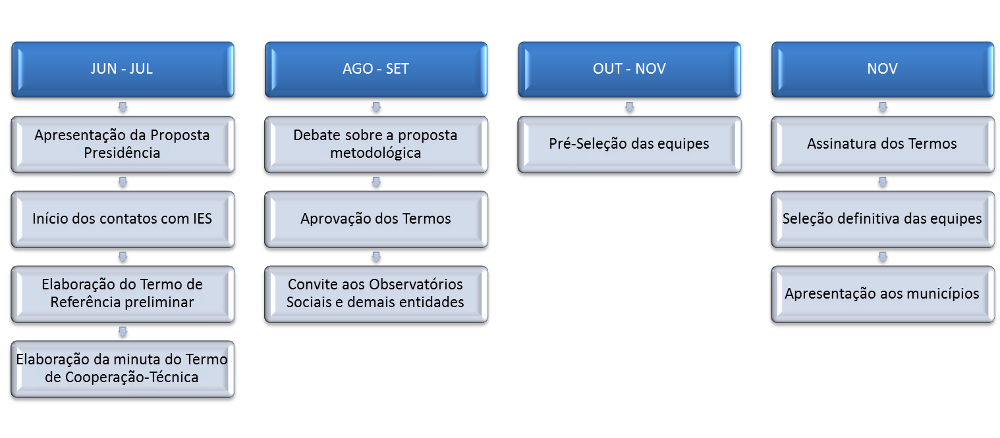 JUN - JUL
Apresentação da Proposta
Presidência
Início dos contatos com IES
Elaboração do Termo de
Referência preliminar
Elaboração da minuta do Termo
de Cooperação-Técnica
AGO - SET
Debate sobre a proposta
metodológica
Aprovação dos Termos
Convite aos Observatórios
Sociais e demais entidades
OUT - NOV
Pré-Seleção das equipes
NOV
Assinatura dos Termos
Seleção definitiva das equipes
Apresentação aos municípios